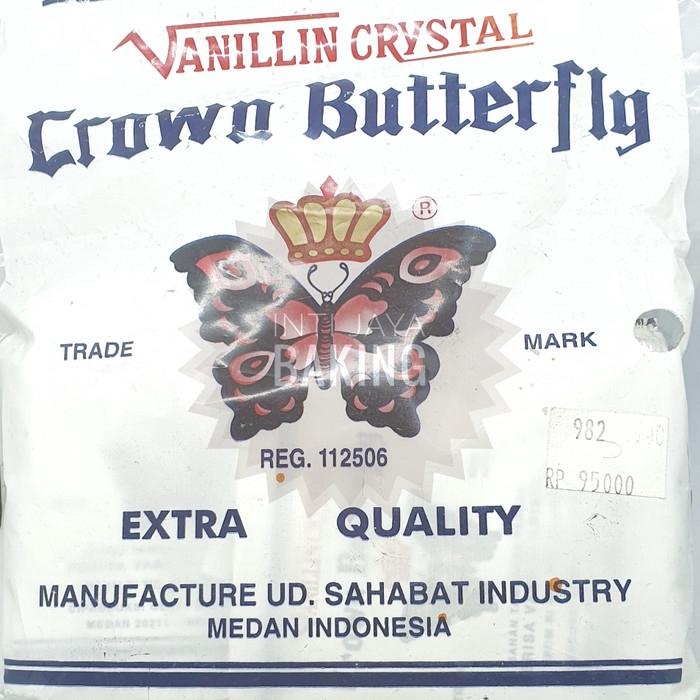 VANILLIN CRYSTAL
Crown Butterfly
®
INTI JAYA
BAKING
TRADE MARK
REG. 112506
982
RP 95000
EXTRA QUALITY
MANUFACTURE UD. SAHABAT INDUSTRY
MEDAN INDONESIA